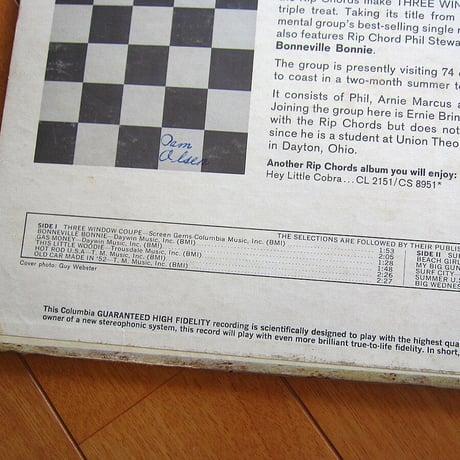 the Rip Chords make THREE WIN
triple treat. Taking its title from
mental group's best-selling single r
also features Rip Chord Phil Stewa
Bonneville Bonnie.
The group is presently visiting 74
to coast in a two-month summer t
It consists of Phil, Arnie Marcus a
Joining the group here is Ernie Brin
with the Rip Chords but does not
since he is a student at Union Theo
in Dayton, Ohio.
Another Rip Chords album you will enjoy:
Hey Little Cobra...CL 2151/CS 8951*
Pam
Olsen
THE SELECTIONS ARE FOLLOWED BY THEIR PUBLIS
SIDE I THREE WINDOW COUPE—Screen Gems-Columbia Music, Inc. (BMI) 1:53
BONNEVILLE BONNIE—Daywin Music, Inc. (BMI) 2:05
GAS MONEY—Daywin Music, Inc. (BMI) 1:28
THIS LITTLE WOODIE—Trousdale Music, Inc. (BMI) 1:48
HOT ROD U.S.A.—T. M. Music, Inc. (BMI) 2:26
OLD CAR MADE IN '52—T. M. Music, Inc. (BMI) 2:27
SIDE II SU
BEACH GIRL
MY BIG GUN
SURF CITY
SUMMER U.S
BIG WEDNES
Cover photo: Guy Webster
This Columbia GUARANTEED HIGH FIDELITY recording is scientifically designed to play with the highest qua
owner of a new stereophonic system, this record will play with even more brilliant true-to-life fidelity. In short,